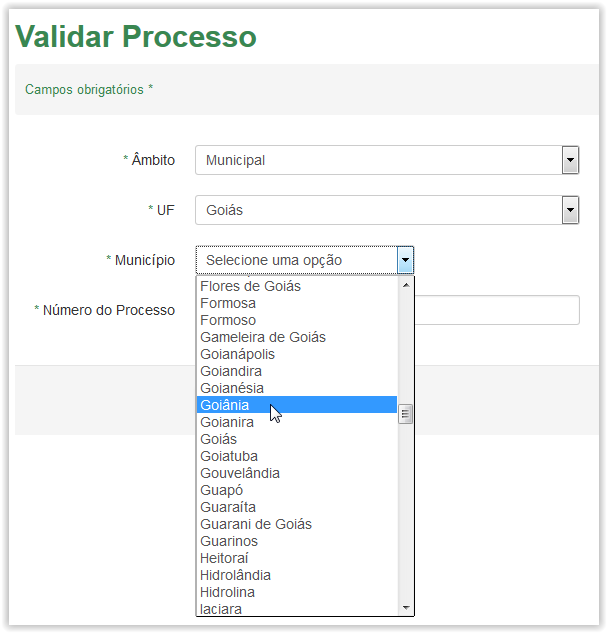 Validar Processo
Campos obrigatórios *
* Âmbito
Municipal
* UF
Goiás
* Município
Selecione uma opção
* Número do Processo
Flores de Goiás
Formosa
Formoso
Gameleira de Goiás
Goianápolis
Goiandira
Goianésia
Goiânia
Goianira
Goiás
Goiatuba
Gouvelândia
Guapó
Guaraíta
Guarani de Goiás
Guarinos
Heitoraí
Hidrolândia
Hidrolina
Iaciara